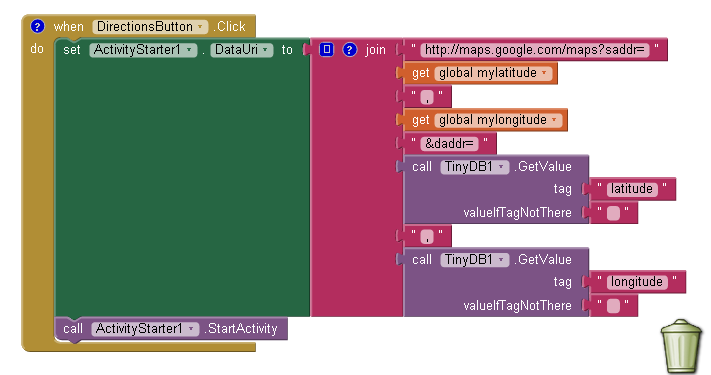 ? when DirectionsButton .Click
do set ActivityStarter1 . DataUri to ? join " http://maps.google.com/maps?saddr= "
get global mylatitude
" , "
get global mylongitude
" &daddr= "
call TinyDB1 .GetValue
tag " latitude "
valueIfTagNotThere " "
" , "
call TinyDB1 .GetValue
tag " longitude "
valueIfTagNotThere " "
call ActivityStarter1 .StartActivity